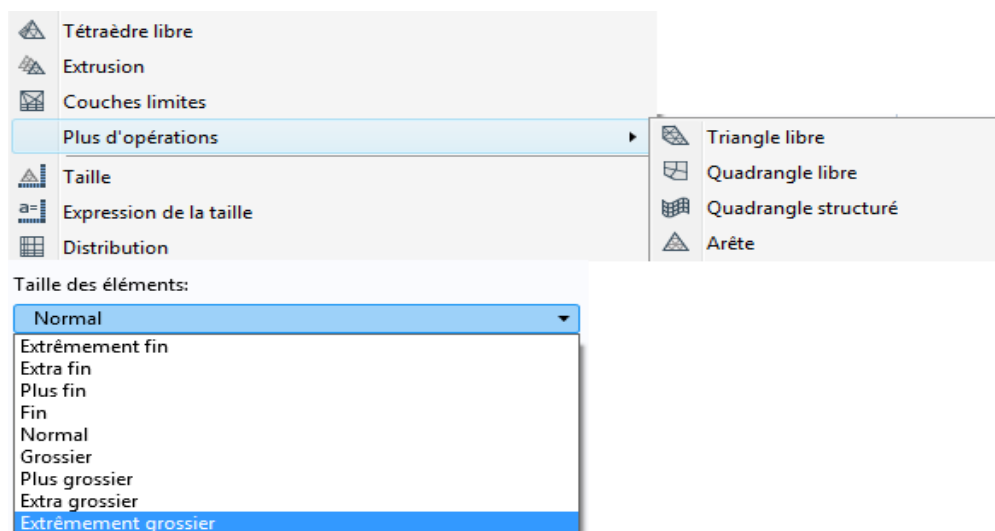 Tétraèdre libre
Extrusion
Couches limites
Plus d'opérations
Taille
a= Expression de la taille
Distribution
Triangle libre
Quadrangle libre
Quadrangle structuré
Arête
Taille des éléments:
Normal
Extrêmement fin
Extra fin
Plus fin
Fin
Normal
Grossier
Plus grossier
Extra grossier
Extrêmement grossier